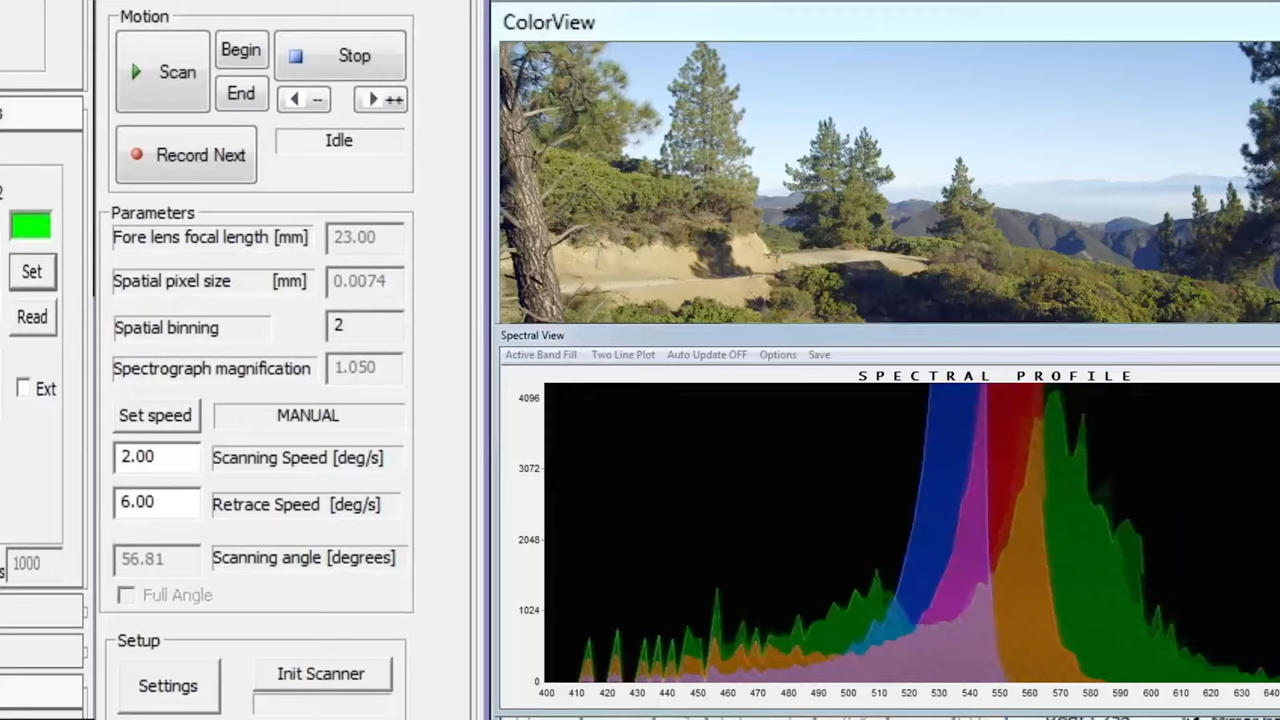 Motion
Scan
Begin
End
Stop
--
++
Record Next
Idle
Parameters
Fore lens focal length [mm] 23.00
Spatial pixel size [mm] 0.0074
Spatial binning 2
Spectrograph magnification 1.050
Set speed MANUAL
2.00 Scanning Speed [deg/s]
6.00 Retrace Speed [deg/s]
56.81 Scanning angle [degrees]
Full Angle
Setup
Settings
Init Scanner
Set
Read
Ext
1000
ColorView
Spectral View
Active Band Fill Two Line Plot Auto Update OFF Options Save
SPECTRAL PROFILE
4096
3072
2048
1024
0
400 410 420 430 440 450 460 470 480 490 500 510 520 530 540 550 560 570 580 590 600 610 620 630